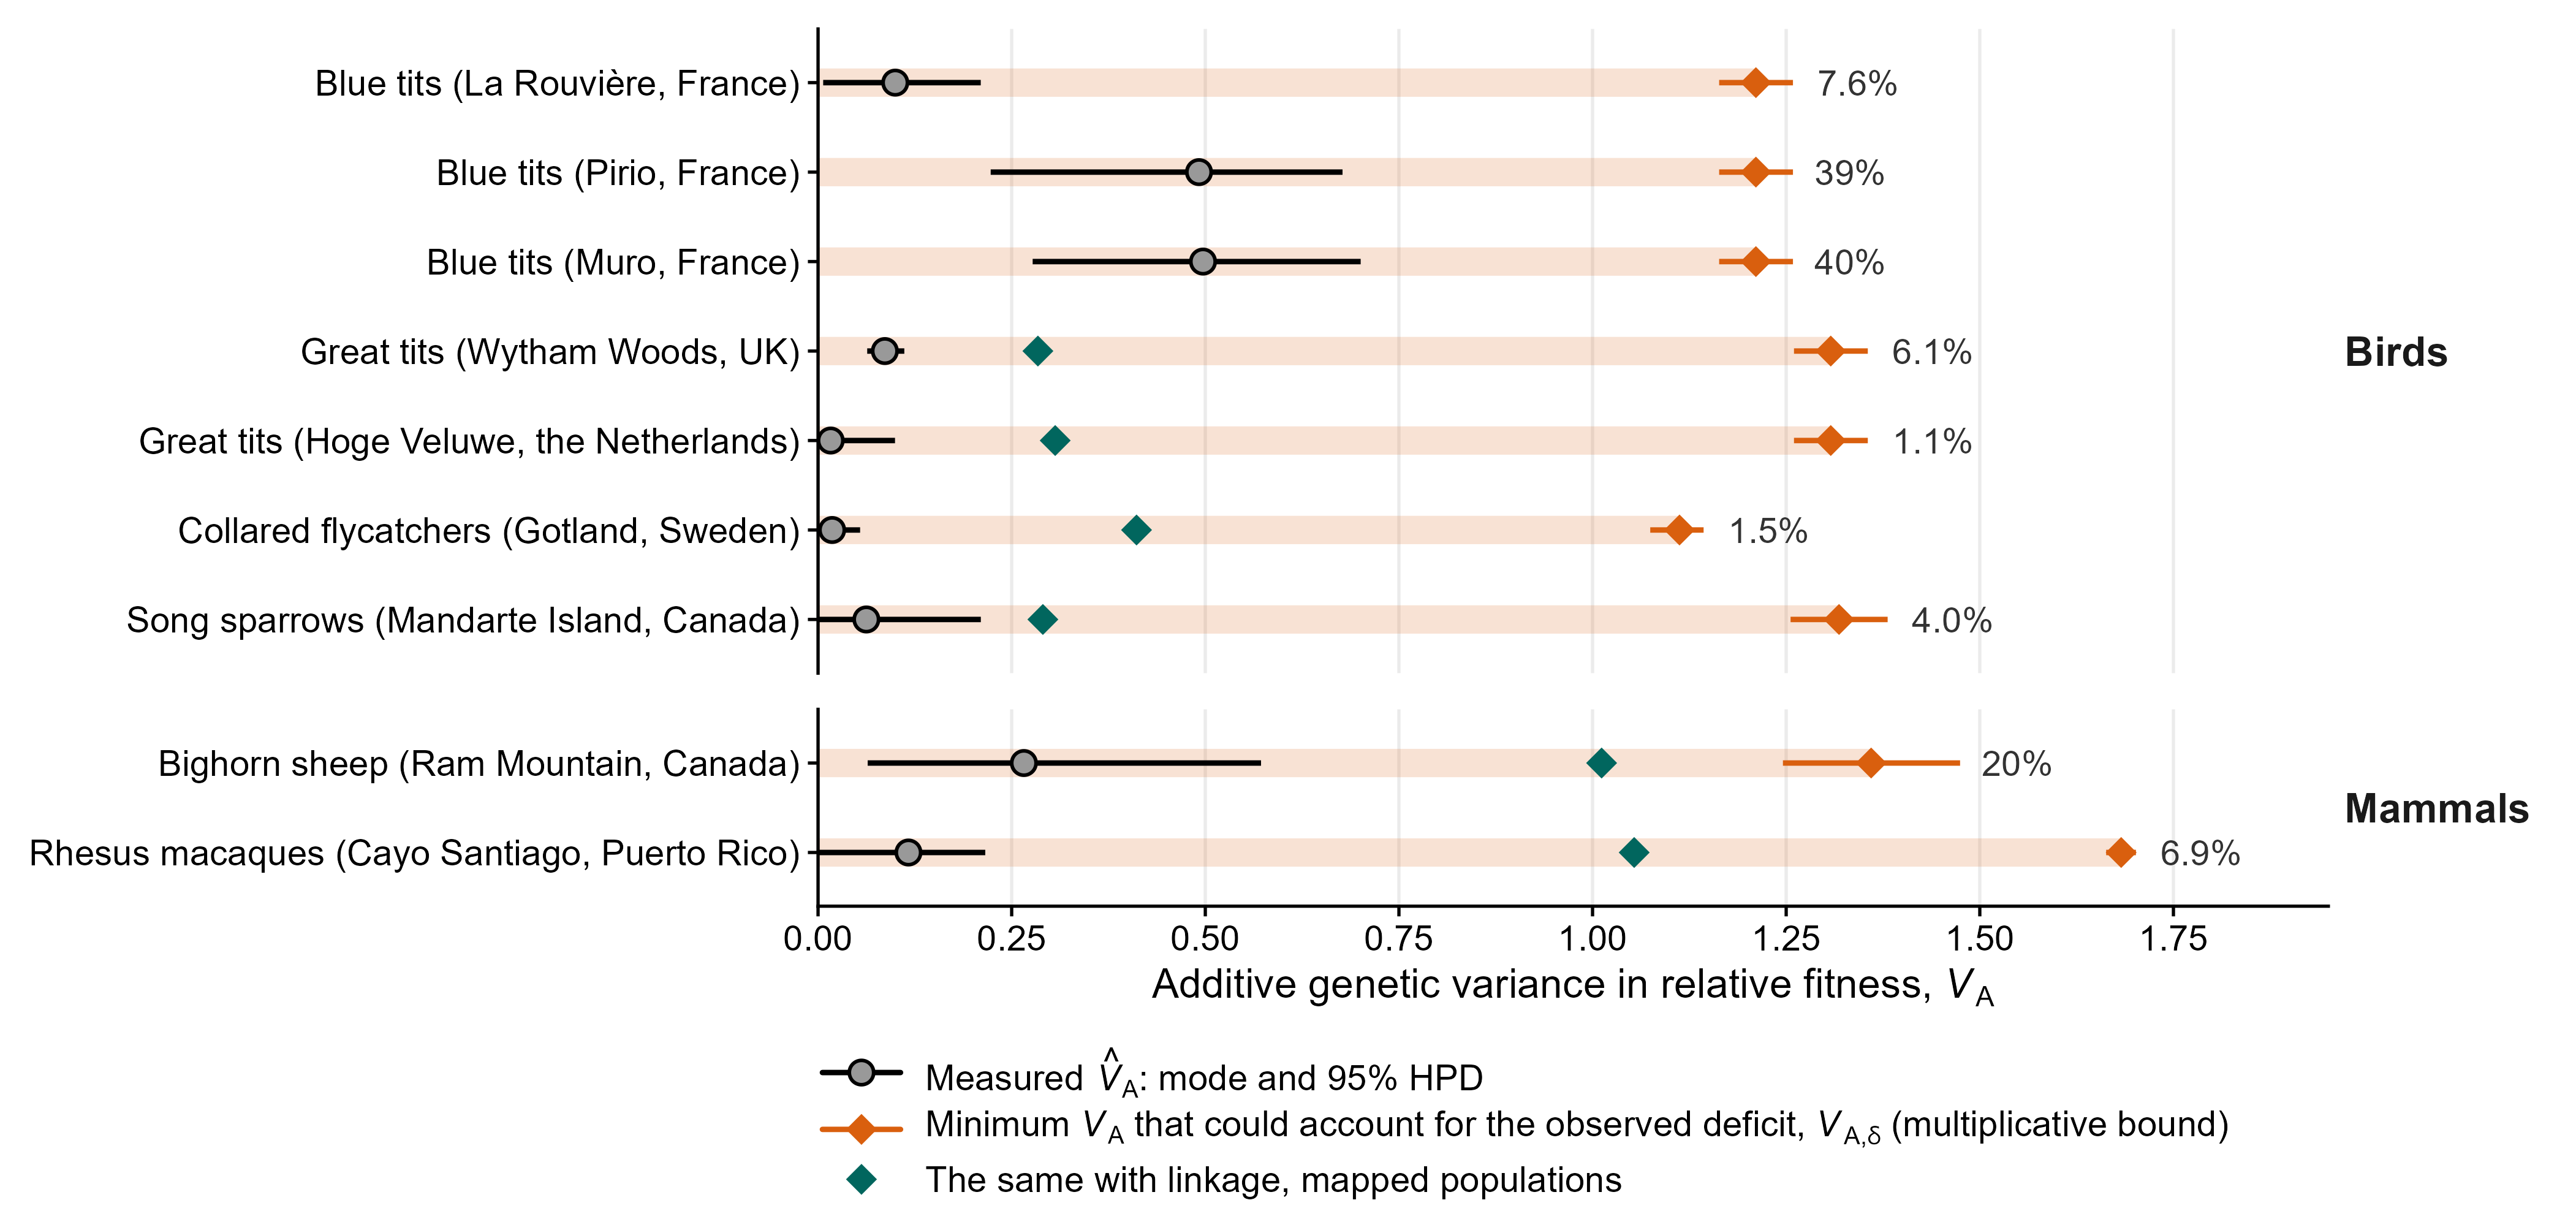 Blue tits (La Rouvière, France) 7.6%
Blue tits (Pirio, France) 39%
Blue tits (Muro, France) 40%
Great tits (Wytham Woods, UK) 6.1%
Birds
Great tits (Hoge Veluwe, the Netherlands) 1.1%
Collared flycatchers (Gotland, Sweden) 1.5%
Song sparrows (Mandarte Island, Canada) 4.0%
Bighorn sheep (Ram Mountain, Canada) 20%
Mammals
Rhesus macaques (Cayo Santiago, Puerto Rico) 6.9%
0.00 0.25 0.50 0.75 1.00 1.25 1.50 1.75
Additive genetic variance in relative fitness, V_A
Measured V̂_A: mode and 95% HPD
Minimum V_A that could account for the observed deficit, V_A,δ (multiplicative bound)
The same with linkage, mapped populations